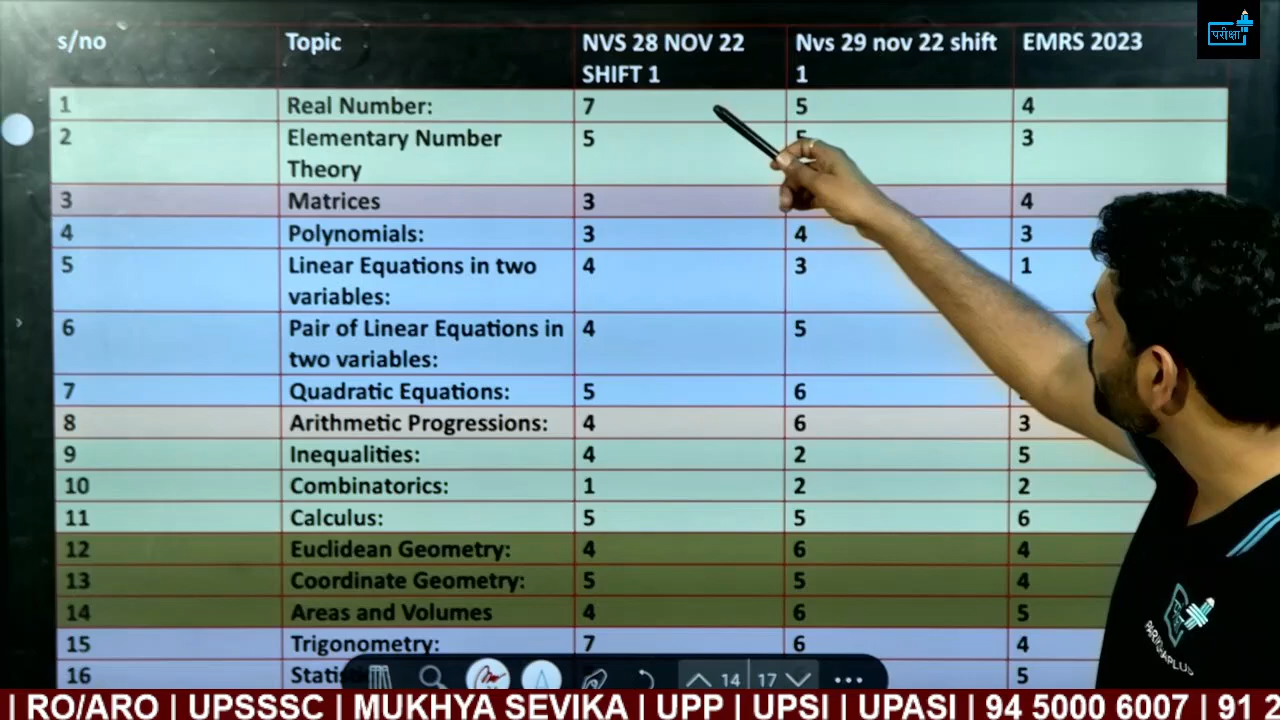 परीक्षा
s/no Topic NVS 28 NOV 22 SHIFT 1 Nvs 29 nov 22 shift 1 EMRS 2023
1 Real Number: 7 5 4
2 Elementary Number Theory 5 5 3
3 Matrices 3 4
4 Polynomials: 3 4 3
5 Linear Equations in two variables: 4 3 1
6 Pair of Linear Equations in two variables: 4 5
7 Quadratic Equations: 5 6
8 Arithmetic Progressions: 4 6 3
9 Inequalities: 4 2 5
10 Combinatorics: 1 2 2
11 Calculus: 5 5 6
12 Euclidean Geometry: 4 6 4
13 Coordinate Geometry: 5 5 4
14 Areas and Volumes 4 6 5
15 Trigonometry: 7 6 4
16 5
14 17
PARIKSHAPLUS
| RO/ARO | UPSSSC | MUKHYA SEVIKA | UPP | UPSI | UPASI | 94 5000 6007 | 91 2